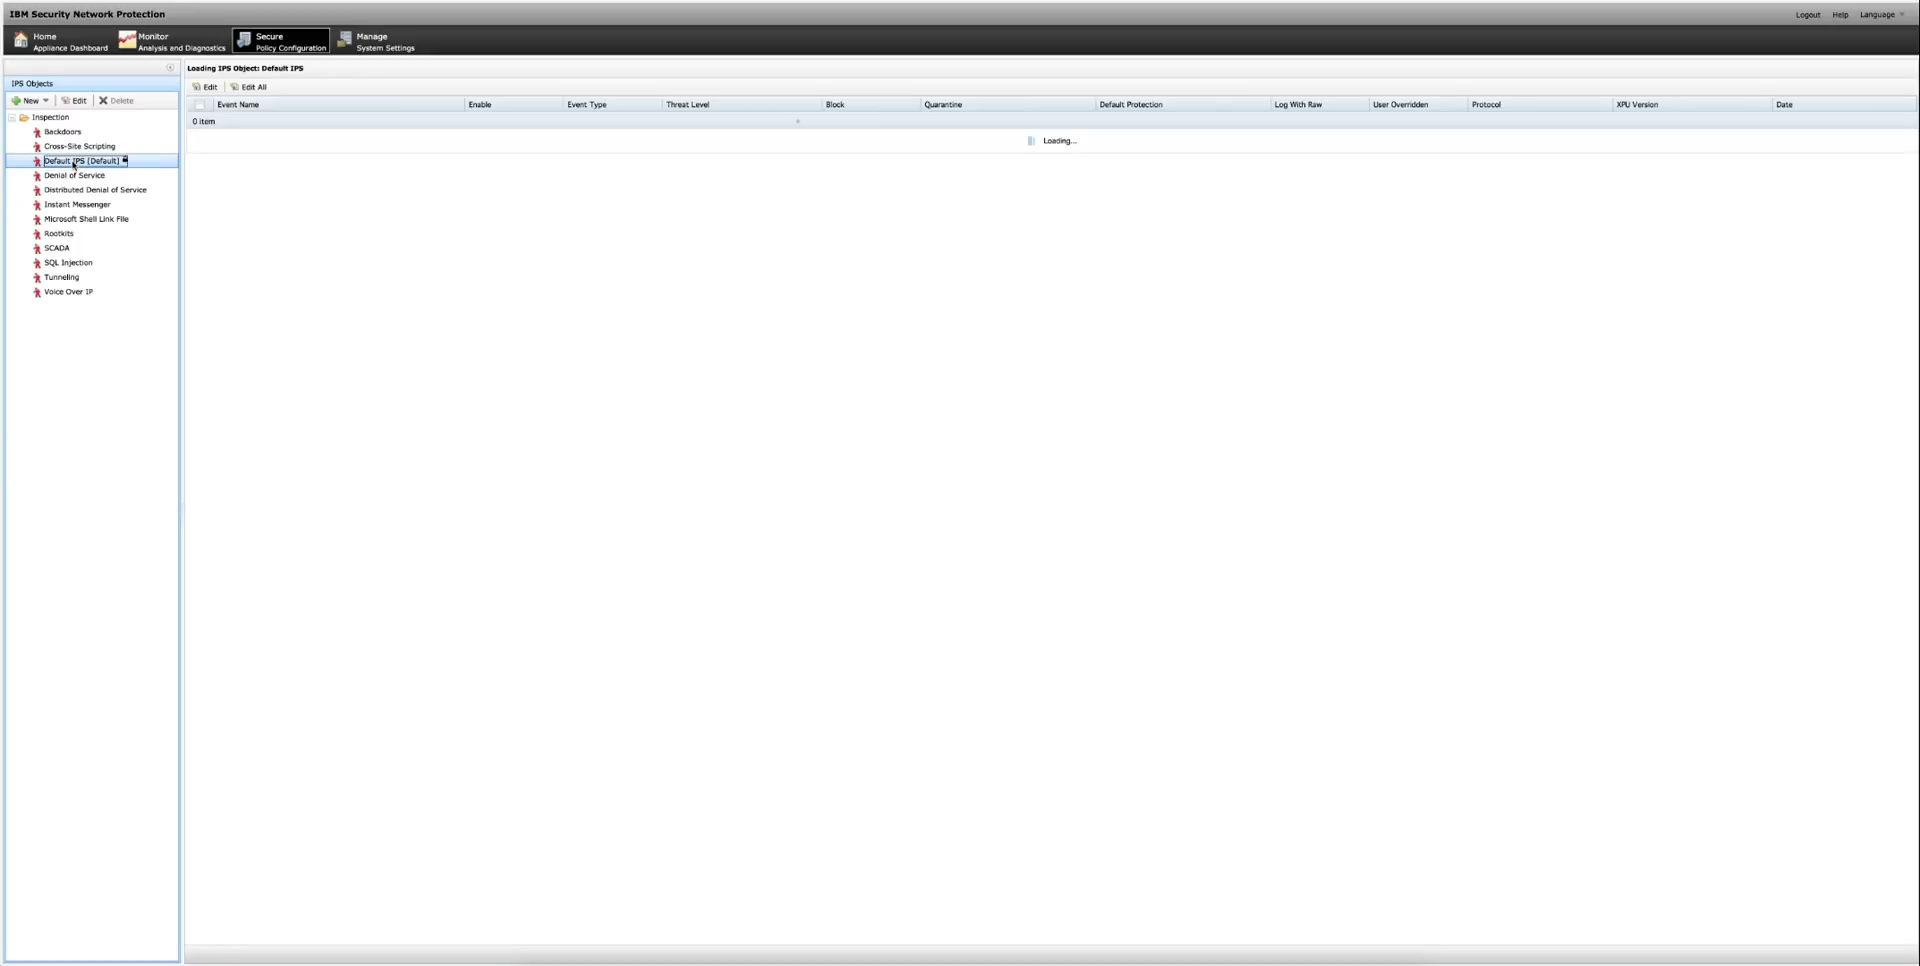 IBM Security Network Protection
Logout Help Language
Home
Appliance Dashboard
Monitor
Analysis and Diagnostics
Secure
Policy Configuration
Manage
System Settings
IPS Objects
New Edit Delete
Inspection
Backdoors
Cross-Site Scripting
Default IPS [Default]
Denial of Service
Distributed Denial of Service
Instant Messenger
Microsoft Shell Link File
Rootkits
SCADA
SQL Injection
Tunneling
Voice Over IP
Loading IPS Object: Default IPS
Edit Edit All
Event Name Enable Event Type Threat Level Block Quarantine Default Protection Log With Raw User Overridden Protocol XPU Version Date
0 item
Loading...